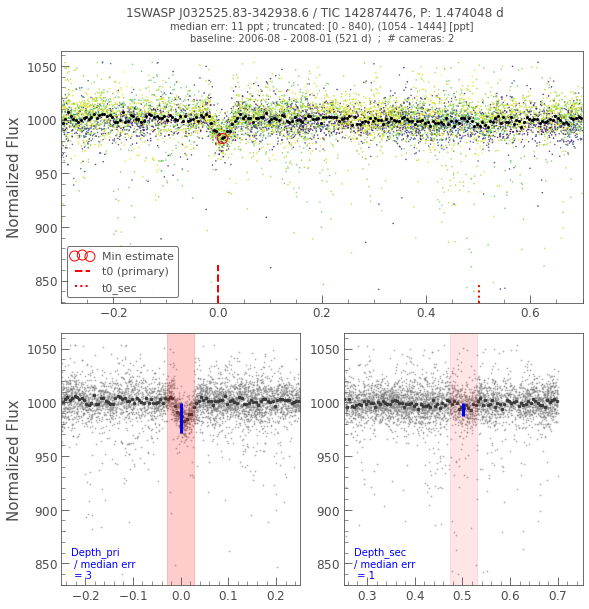 1SWASP J032525.83-342938.6 / TIC 142874476, P: 1.474048 d
median err: 11 ppt ; truncated: [0 - 840), (1054 - 1444] [ppt]
baseline: 2006-08 - 2008-01 (521 d)  ;  # cameras: 2
Normalized Flux
1050
1000
950
900
850
Min estimate
t0 (primary)
t0_sec
−0.2
0.0
0.2
0.4
0.6
Normalized Flux
1050
1000
950
900
850
Depth_pri
/ median err
= 3
−0.2
−0.1
0.0
0.1
0.2
1050
1000
950
900
850
Depth_sec
/ median err
= 1
0.3
0.4
0.5
0.6
0.7